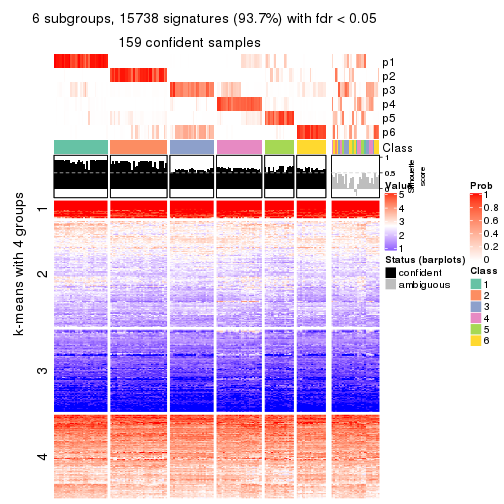 6 subgroups, 15738 signatures (93.7%) with fdr < 0.05
159 confident samples
p1
p2
p3
p4
p5
p6
Class
1
0.5
0
Silhouette
score
k-means with 4 groups
1
2
3
4
Value
5
4
3
2
1
Status (barplots)
confident
ambiguous
Prob
1
0.8
0.6
0.4
0.2
0
Class
1
2
3
4
5
6